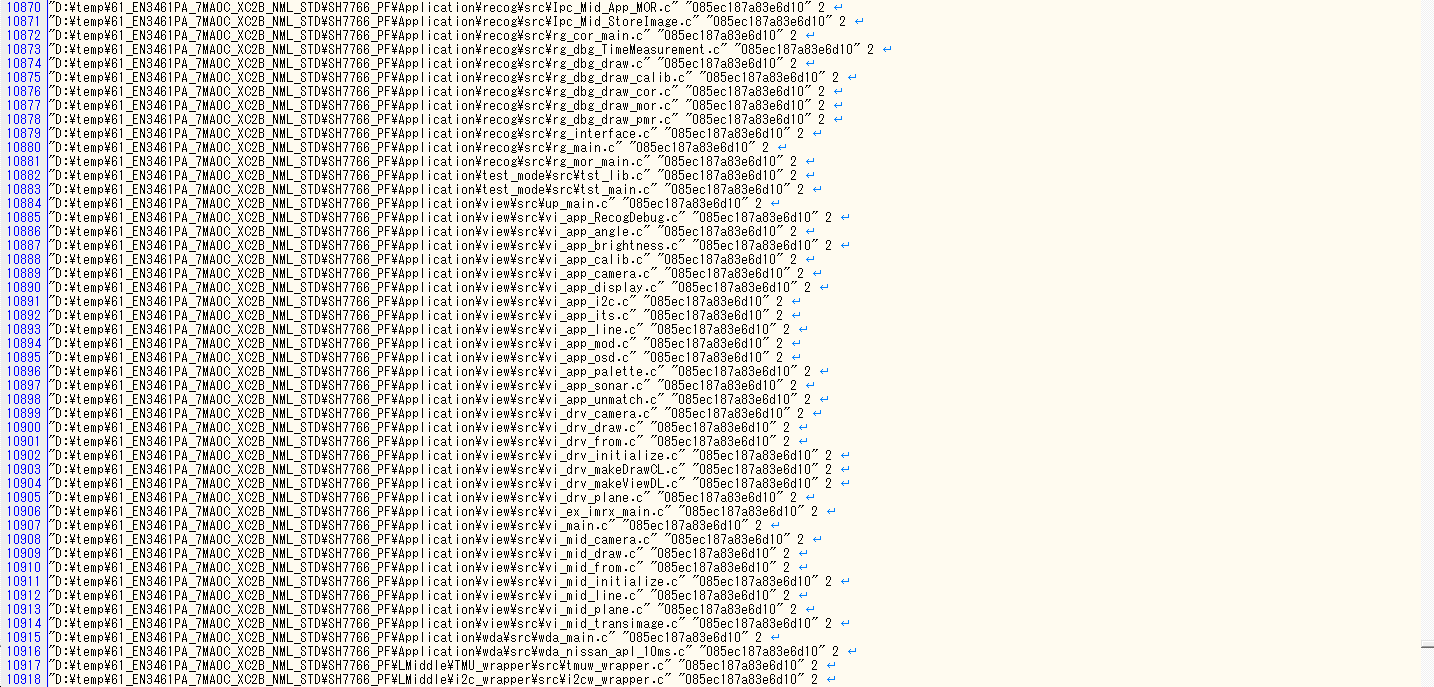 10870 "D:¥temp¥61_EN3461PA_7MAOC_XC2B_NML_STD¥SH7766_PF¥Application¥recog¥src¥Ipc_Mid_App_MOR.c" "085ec187a83e6d10" 2 ↵
10871 "D:¥temp¥61_EN3461PA_7MAOC_XC2B_NML_STD¥SH7766_PF¥Application¥recog¥src¥Ipc_Mid_StoreImage.c" "085ec187a83e6d10" 2 ↵
10872 "D:¥temp¥61_EN3461PA_7MAOC_XC2B_NML_STD¥SH7766_PF¥Application¥recog¥src¥rg_cor_main.c" "085ec187a83e6d10" 2 ↵
10873 "D:¥temp¥61_EN3461PA_7MAOC_XC2B_NML_STD¥SH7766_PF¥Application¥recog¥src¥rg_dbg_TimeMeasurement.c" "085ec187a83e6d10" 2 ↵
10874 "D:¥temp¥61_EN3461PA_7MAOC_XC2B_NML_STD¥SH7766_PF¥Application¥recog¥src¥rg_dbg_draw.c" "085ec187a83e6d10" 2 ↵
10875 "D:¥temp¥61_EN3461PA_7MAOC_XC2B_NML_STD¥SH7766_PF¥Application¥recog¥src¥rg_dbg_draw_calib.c" "085ec187a83e6d10" 2 ↵
10876 "D:¥temp¥61_EN3461PA_7MAOC_XC2B_NML_STD¥SH7766_PF¥Application¥recog¥src¥rg_dbg_draw_cor.c" "085ec187a83e6d10" 2 ↵
10877 "D:¥temp¥61_EN3461PA_7MAOC_XC2B_NML_STD¥SH7766_PF¥Application¥recog¥src¥rg_dbg_draw_mor.c" "085ec187a83e6d10" 2 ↵
10878 "D:¥temp¥61_EN3461PA_7MAOC_XC2B_NML_STD¥SH7766_PF¥Application¥recog¥src¥rg_dbg_draw_pmr.c" "085ec187a83e6d10" 2 ↵
10879 "D:¥temp¥61_EN3461PA_7MAOC_XC2B_NML_STD¥SH7766_PF¥Application¥recog¥src¥rg_interface.c" "085ec187a83e6d10" 2 ↵
10880 "D:¥temp¥61_EN3461PA_7MAOC_XC2B_NML_STD¥SH7766_PF¥Application¥recog¥src¥rg_main.c" "085ec187a83e6d10" 2 ↵
10881 "D:¥temp¥61_EN3461PA_7MAOC_XC2B_NML_STD¥SH7766_PF¥Application¥recog¥src¥rg_mor_main.c" "085ec187a83e6d10" 2 ↵
10882 "D:¥temp¥61_EN3461PA_7MAOC_XC2B_NML_STD¥SH7766_PF¥Application¥test_mode¥src¥tst_lib.c" "085ec187a83e6d10" 2 ↵
10883 "D:¥temp¥61_EN3461PA_7MAOC_XC2B_NML_STD¥SH7766_PF¥Application¥test_mode¥src¥tst_main.c" "085ec187a83e6d10" 2 ↵
10884 "D:¥temp¥61_EN3461PA_7MAOC_XC2B_NML_STD¥SH7766_PF¥Application¥view¥src¥up_main.c" "085ec187a83e6d10" 2 ↵
10885 "D:¥temp¥61_EN3461PA_7MAOC_XC2B_NML_STD¥SH7766_PF¥Application¥view¥src¥vi_app_RecogDebug.c" "085ec187a83e6d10" 2 ↵
10886 "D:¥temp¥61_EN3461PA_7MAOC_XC2B_NML_STD¥SH7766_PF¥Application¥view¥src¥vi_app_angle.c" "085ec187a83e6d10" 2 ↵
10887 "D:¥temp¥61_EN3461PA_7MAOC_XC2B_NML_STD¥SH7766_PF¥Application¥view¥src¥vi_app_brightness.c" "085ec187a83e6d10" 2 ↵
10888 "D:¥temp¥61_EN3461PA_7MAOC_XC2B_NML_STD¥SH7766_PF¥Application¥view¥src¥vi_app_calib.c" "085ec187a83e6d10" 2 ↵
10889 "D:¥temp¥61_EN3461PA_7MAOC_XC2B_NML_STD¥SH7766_PF¥Application¥view¥src¥vi_app_camera.c" "085ec187a83e6d10" 2 ↵
10890 "D:¥temp¥61_EN3461PA_7MAOC_XC2B_NML_STD¥SH7766_PF¥Application¥view¥src¥vi_app_display.c" "085ec187a83e6d10" 2 ↵
10891 "D:¥temp¥61_EN3461PA_7MAOC_XC2B_NML_STD¥SH7766_PF¥Application¥view¥src¥vi_app_i2c.c" "085ec187a83e6d10" 2 ↵
10892 "D:¥temp¥61_EN3461PA_7MAOC_XC2B_NML_STD¥SH7766_PF¥Application¥view¥src¥vi_app_its.c" "085ec187a83e6d10" 2 ↵
10893 "D:¥temp¥61_EN3461PA_7MAOC_XC2B_NML_STD¥SH7766_PF¥Application¥view¥src¥vi_app_line.c" "085ec187a83e6d10" 2 ↵
10894 "D:¥temp¥61_EN3461PA_7MAOC_XC2B_NML_STD¥SH7766_PF¥Application¥view¥src¥vi_app_mod.c" "085ec187a83e6d10" 2 ↵
10895 "D:¥temp¥61_EN3461PA_7MAOC_XC2B_NML_STD¥SH7766_PF¥Application¥view¥src¥vi_app_osd.c" "085ec187a83e6d10" 2 ↵
10896 "D:¥temp¥61_EN3461PA_7MAOC_XC2B_NML_STD¥SH7766_PF¥Application¥view¥src¥vi_app_palette.c" "085ec187a83e6d10" 2 ↵
10897 "D:¥temp¥61_EN3461PA_7MAOC_XC2B_NML_STD¥SH7766_PF¥Application¥view¥src¥vi_app_sonar.c" "085ec187a83e6d10" 2 ↵
10898 "D:¥temp¥61_EN3461PA_7MAOC_XC2B_NML_STD¥SH7766_PF¥Application¥view¥src¥vi_app_unmatch.c" "085ec187a83e6d10" 2 ↵
10899 "D:¥temp¥61_EN3461PA_7MAOC_XC2B_NML_STD¥SH7766_PF¥Application¥view¥src¥vi_drv_camera.c" "085ec187a83e6d10" 2 ↵
10900 "D:¥temp¥61_EN3461PA_7MAOC_XC2B_NML_STD¥SH7766_PF¥Application¥view¥src¥vi_drv_draw.c" "085ec187a83e6d10" 2 ↵
10901 "D:¥temp¥61_EN3461PA_7MAOC_XC2B_NML_STD¥SH7766_PF¥Application¥view¥src¥vi_drv_from.c" "085ec187a83e6d10" 2 ↵
10902 "D:¥temp¥61_EN3461PA_7MAOC_XC2B_NML_STD¥SH7766_PF¥Application¥view¥src¥vi_drv_initialize.c" "085ec187a83e6d10" 2 ↵
10903 "D:¥temp¥61_EN3461PA_7MAOC_XC2B_NML_STD¥SH7766_PF¥Application¥view¥src¥vi_drv_makeDrawCL.c" "085ec187a83e6d10" 2 ↵
10904 "D:¥temp¥61_EN3461PA_7MAOC_XC2B_NML_STD¥SH7766_PF¥Application¥view¥src¥vi_drv_makeViewDL.c" "085ec187a83e6d10" 2 ↵
10905 "D:¥temp¥61_EN3461PA_7MAOC_XC2B_NML_STD¥SH7766_PF¥Application¥view¥src¥vi_drv_plane.c" "085ec187a83e6d10" 2 ↵
10906 "D:¥temp¥61_EN3461PA_7MAOC_XC2B_NML_STD¥SH7766_PF¥Application¥view¥src¥vi_ex_imrx_main.c" "085ec187a83e6d10" 2 ↵
10907 "D:¥temp¥61_EN3461PA_7MAOC_XC2B_NML_STD¥SH7766_PF¥Application¥view¥src¥vi_main.c" "085ec187a83e6d10" 2 ↵
10908 "D:¥temp¥61_EN3461PA_7MAOC_XC2B_NML_STD¥SH7766_PF¥Application¥view¥src¥vi_mid_camera.c" "085ec187a83e6d10" 2 ↵
10909 "D:¥temp¥61_EN3461PA_7MAOC_XC2B_NML_STD¥SH7766_PF¥Application¥view¥src¥vi_mid_draw.c" "085ec187a83e6d10" 2 ↵
10910 "D:¥temp¥61_EN3461PA_7MAOC_XC2B_NML_STD¥SH7766_PF¥Application¥view¥src¥vi_mid_from.c" "085ec187a83e6d10" 2 ↵
10911 "D:¥temp¥61_EN3461PA_7MAOC_XC2B_NML_STD¥SH7766_PF¥Application¥view¥src¥vi_mid_initialize.c" "085ec187a83e6d10" 2 ↵
10912 "D:¥temp¥61_EN3461PA_7MAOC_XC2B_NML_STD¥SH7766_PF¥Application¥view¥src¥vi_mid_line.c" "085ec187a83e6d10" 2 ↵
10913 "D:¥temp¥61_EN3461PA_7MAOC_XC2B_NML_STD¥SH7766_PF¥Application¥view¥src¥vi_mid_plane.c" "085ec187a83e6d10" 2 ↵
10914 "D:¥temp¥61_EN3461PA_7MAOC_XC2B_NML_STD¥SH7766_PF¥Application¥view¥src¥vi_mid_transimage.c" "085ec187a83e6d10" 2 ↵
10915 "D:¥temp¥61_EN3461PA_7MAOC_XC2B_NML_STD¥SH7766_PF¥Application¥wda¥src¥wda_main.c" "085ec187a83e6d10" 2 ↵
10916 "D:¥temp¥61_EN3461PA_7MAOC_XC2B_NML_STD¥SH7766_PF¥Application¥wda¥src¥wda_nissan_apl_10ms.c" "085ec187a83e6d10" 2 ↵
10917 "D:¥temp¥61_EN3461PA_7MAOC_XC2B_NML_STD¥SH7766_PF¥LMiddle¥TMU_wrapper¥src¥tmuw_wrapper.c" "085ec187a83e6d10" 2 ↵
10918 "D:¥temp¥61_EN3461PA_7MAOC_XC2B_NML_STD¥SH7766_PF¥LMiddle¥i2c_wrapper¥src¥i2cw_wrapper.c" "085ec187a83e6d10" 2 ↵